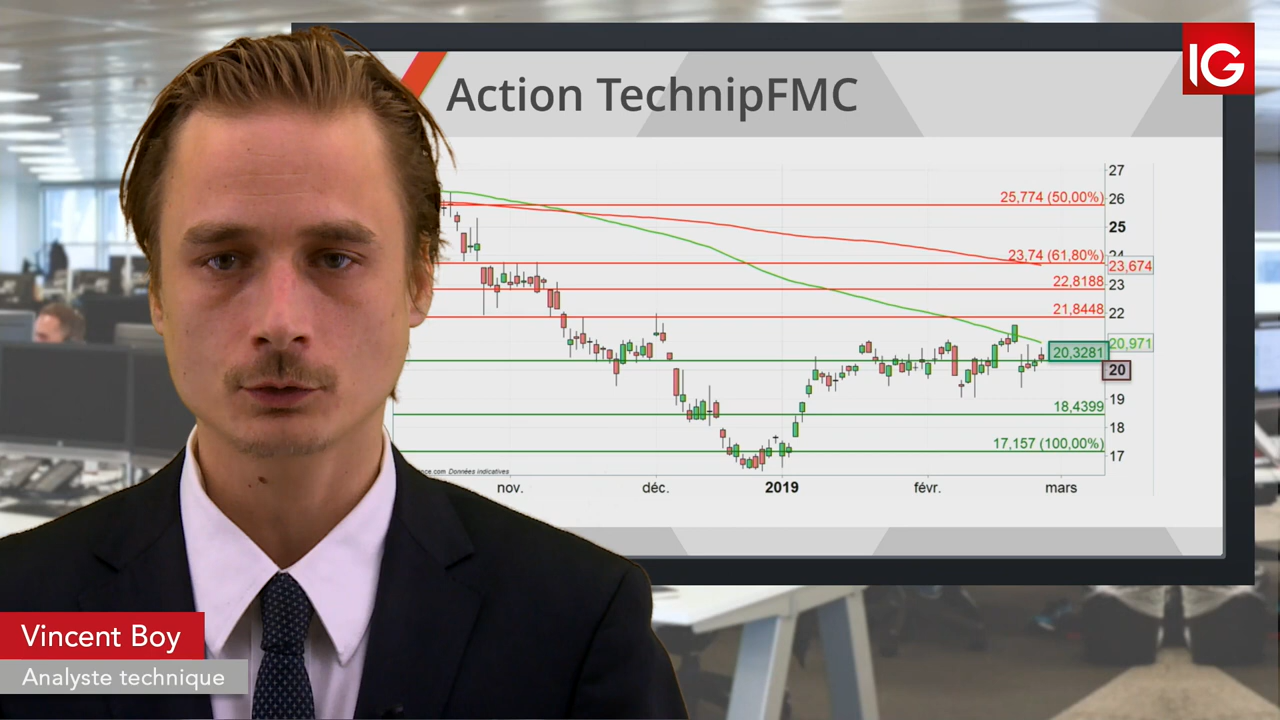 IG
Action TechnipFMC
27
25,774 (50,00%)
26
25
23,74 (61,80%)
24
23,674
22,8188
23
21,8448
22
20,971
20,3281
20
19
18,4399
18
17,157 (100,00%)
17
Données indicatives
nov.
déc.
2019
févr.
mars
Vincent Boy
Analyste technique